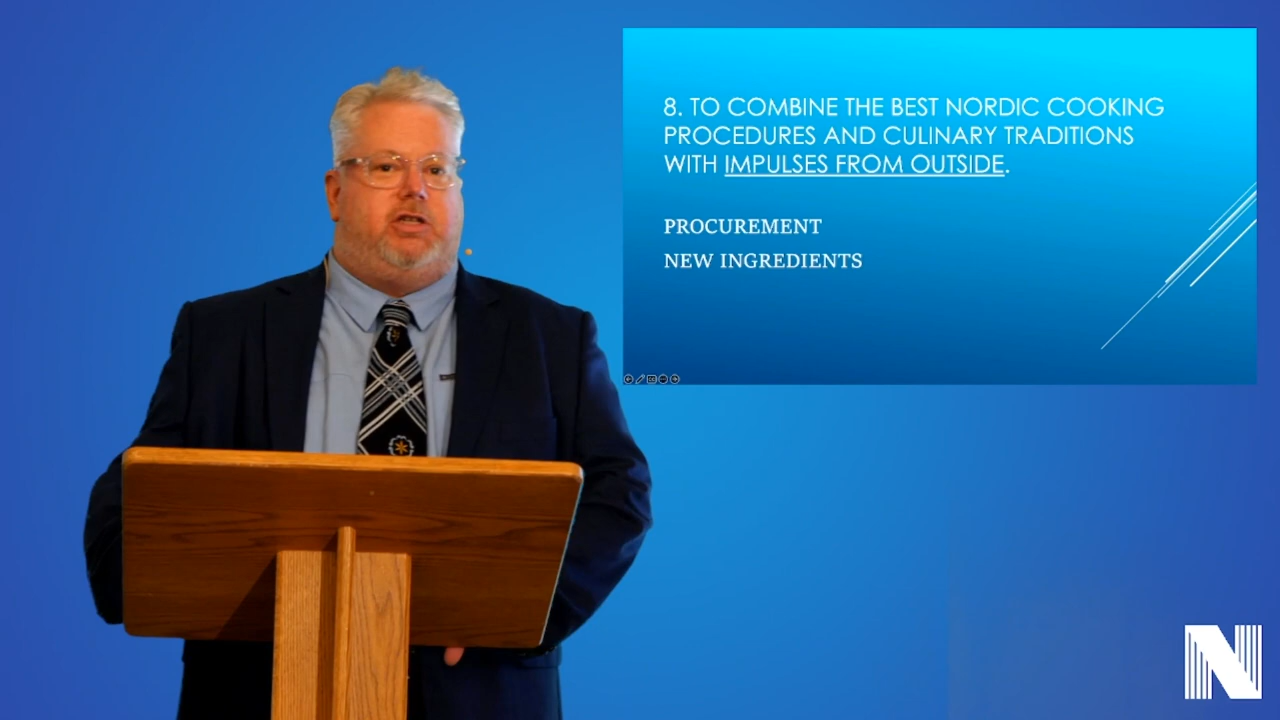 8. TO COMBINE THE BEST NORDIC COOKING
PROCEDURES AND CULINARY TRADITIONS
WITH IMPULSES FROM OUTSIDE.
PROCUREMENT
NEW INGREDIENTS
N